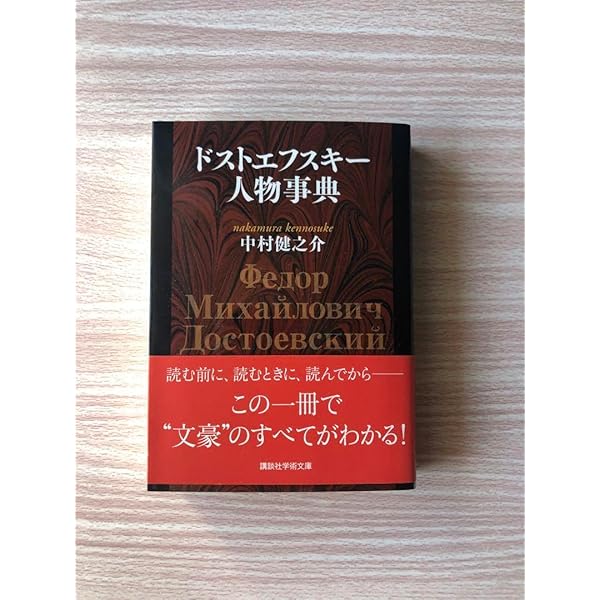 ドストエフスキー
人物事典
nakamura kennosuke
中村健之介
Федор
Михайлович
Достоевский
読む前に、読むときに、読んでから——
この一冊で
“文豪”のすべてがわかる!
講談社学術文庫